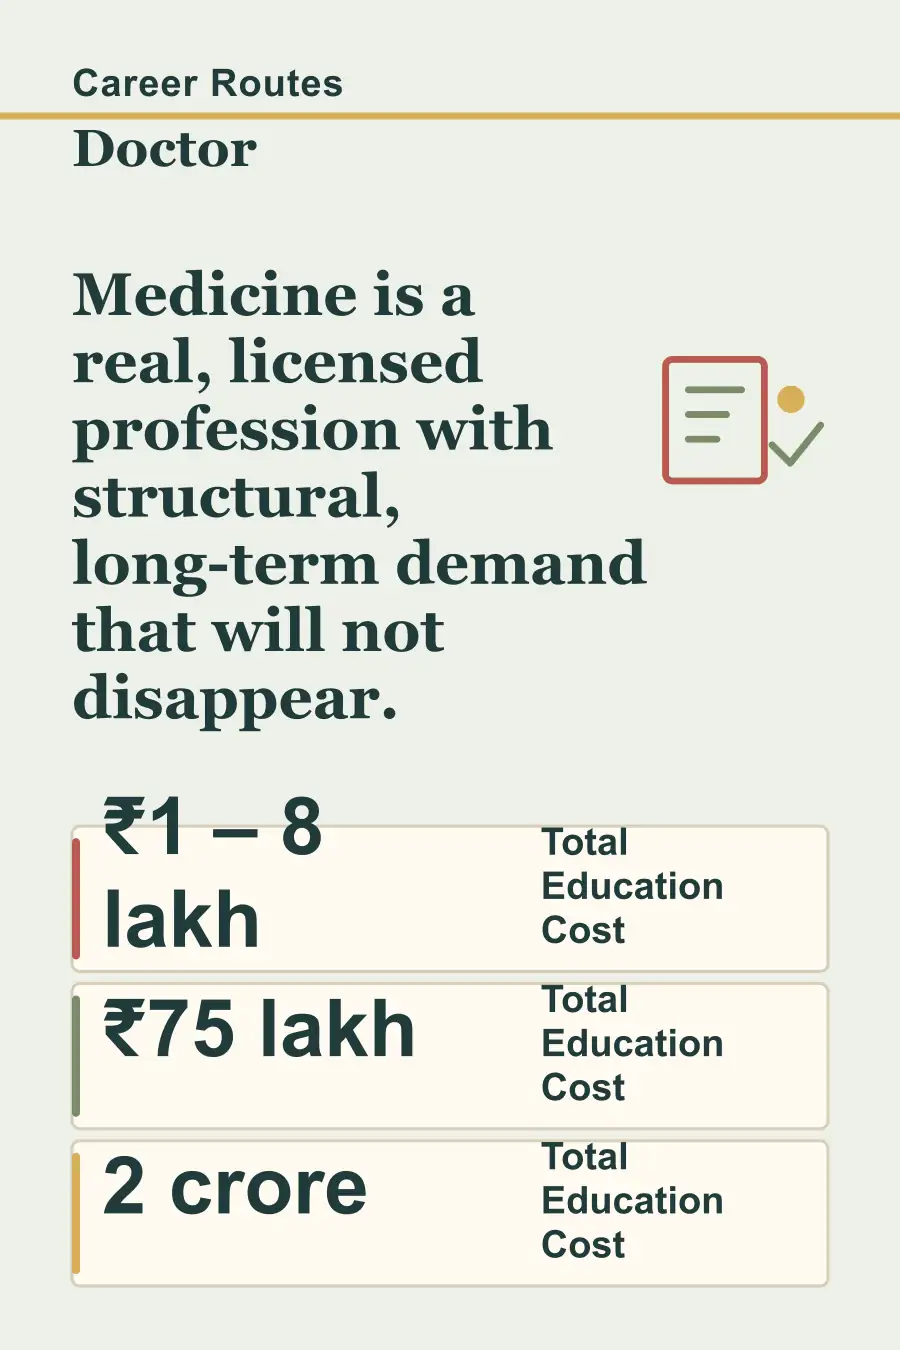 Career Routes
Doctor
Medicine is a
real, licensed
profession with
structural,
long-term demand
that will not
disappear.
₹1 – 8
lakh
Total
Education
Cost
₹75 lakh
Total
Education
Cost
2 crore
Total
Education
Cost